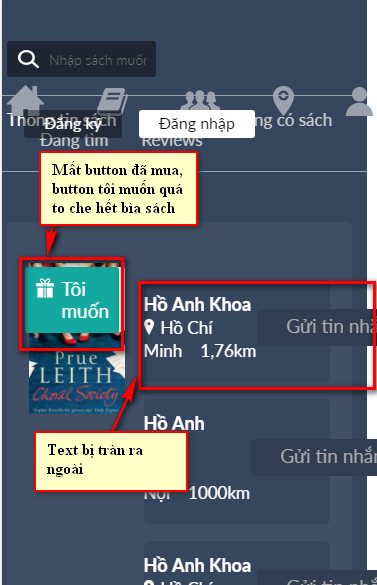 Nhập sách muốn
Thông tin sách
ng có sách
Đăng ký
Đăng nhập
Đang tìm
Reviews
Mất button đã mua,
button tôi muốn quá
to che hết bìa sách
Tôi
muốn
Hồ Anh Khoa
Hồ Chí
Minh 1,76km
Gửi tin nhắ
PRUE
LEITH
Choral Society
Hồ Anh
Gửi tin nhắn
Text bị tràn ra
ngoài
Nội 1000km
Hồ Anh Khoa
Hồ Chí
Gửi tin nhắn